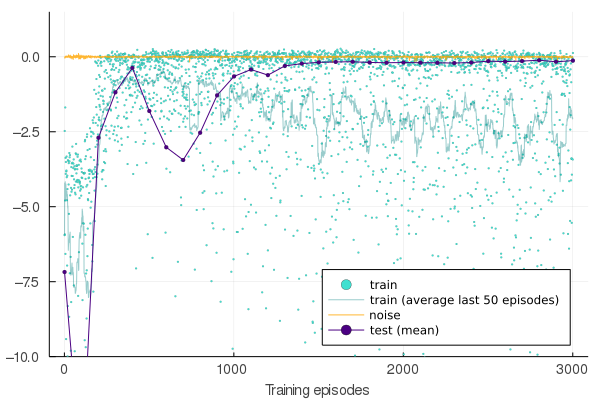 0.0
−2.5
−5.0
−7.5
−10.0
0
1000
2000
3000
Training episodes
train
train (average last 50 episodes)
noise
test (mean)